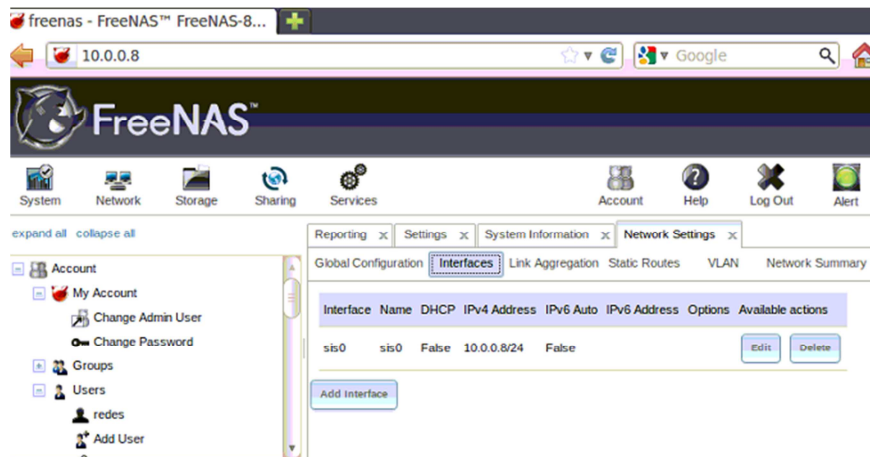 freenas - FreeNAS™ FreeNAS-8...
10.0.0.8
Google
FreeNAS™
System Network Storage Sharing Services Account Help Log Out Alert
expand all collapse all
Reporting x Settings x System Information x Network Settings x
Global Configuration Interfaces Link Aggregation Static Routes VLAN Network Summary
Account
My Account
Change Admin User
Change Password
Groups
Users
redes
Add User
Interface Name DHCP IPv4 Address IPv6 Auto IPv6 Address Options Available actions
sis0 sis0 False 10.0.0.8/24 False Edit Delete
Add Interface